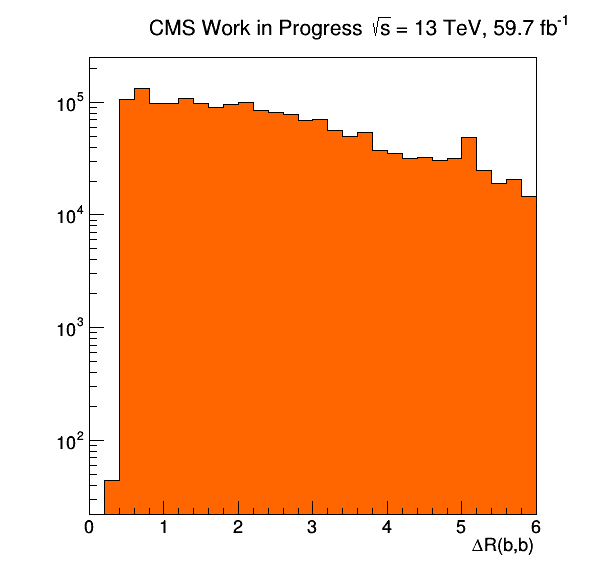 CMS Work in Progress √s = 13 TeV, 59.7 fb⁻¹
10⁵
10⁴
10³
10²
0 1 2 3 4 5 6
ΔR(b,b)